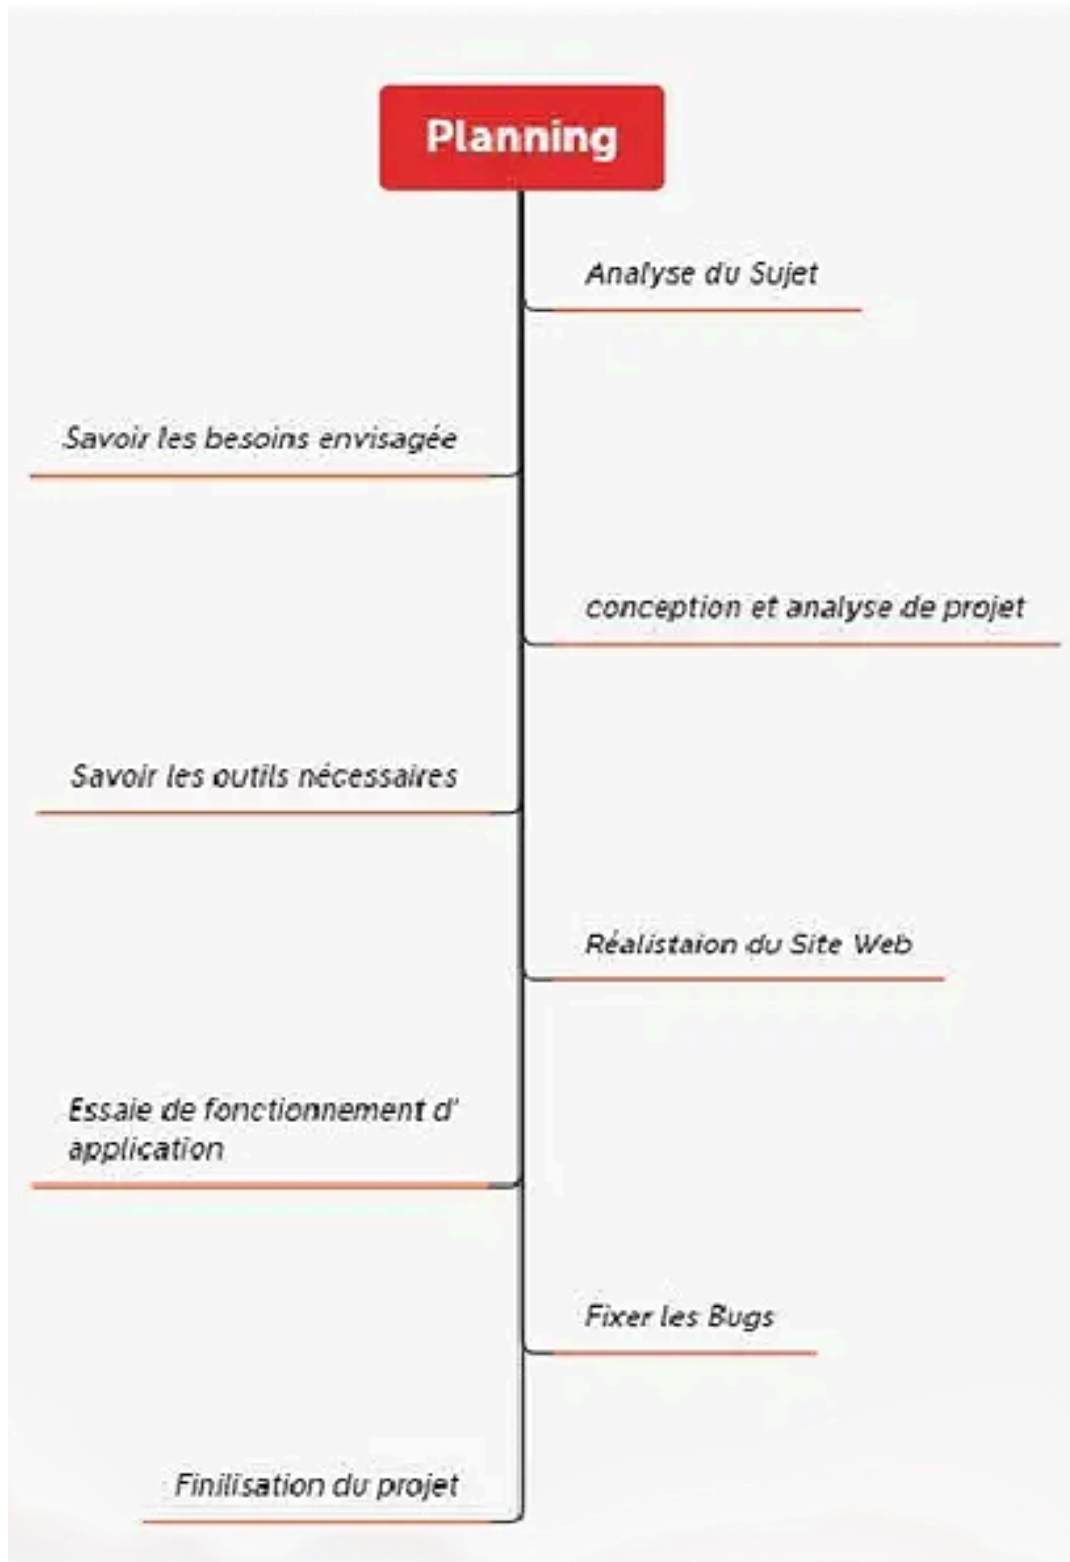 Planning
Analyse du Sujet
Savoir les besoins envisagée
conception et analyse de projet
Savoir les outils nécessaires
Réalistaion du Site Web
Essaie de fonctionnement d'
application
Fixer les Bugs
Finilisation du projet